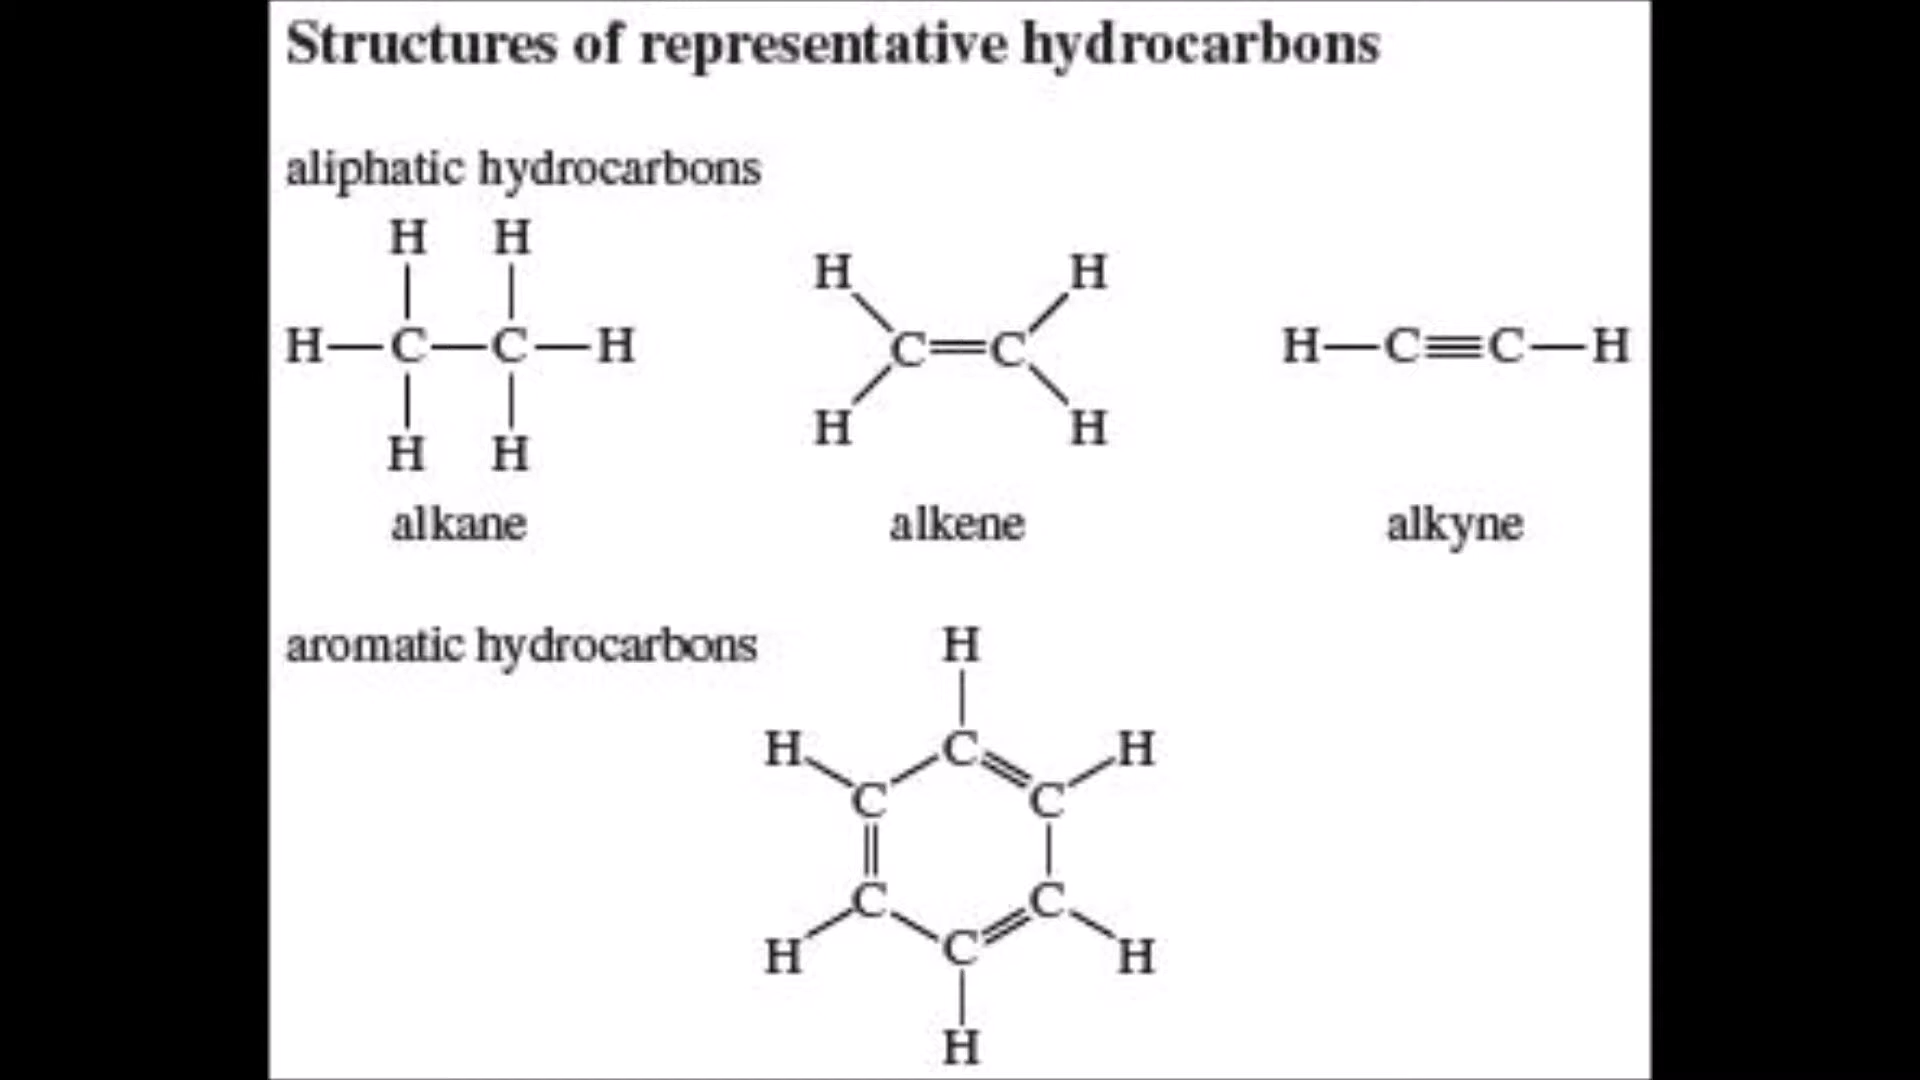 Structures of representative hydrocarbons
aliphatic hydrocarbons
H H
H H
H C C H C C H C C H
H H
H H
alkane alkene alkyne
aromatic hydrocarbons H
H C H
C C
C C
H C H
H